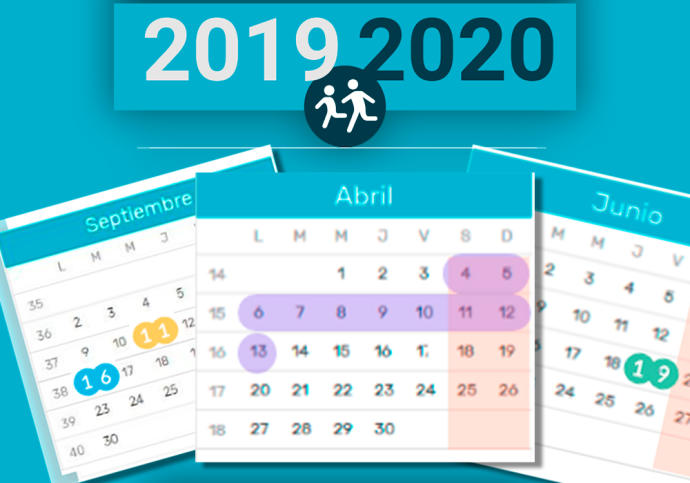 2019 2020
Septiembre
L M M J
35
36 2 3 4 5
37 9 10 11 12
38 16 17 18
39 23 24 25
40 30
Abril
L M M J V S D
14 1 2 3 4 5
15 6 7 8 9 10 11 12
16 13 14 15 16 17 18 19
17 20 21 22 23 24 25 26
18 27 28 29 30
Junio
M M J V
2 3 4 5
9 10 11 12
17 18 19
24 25 26